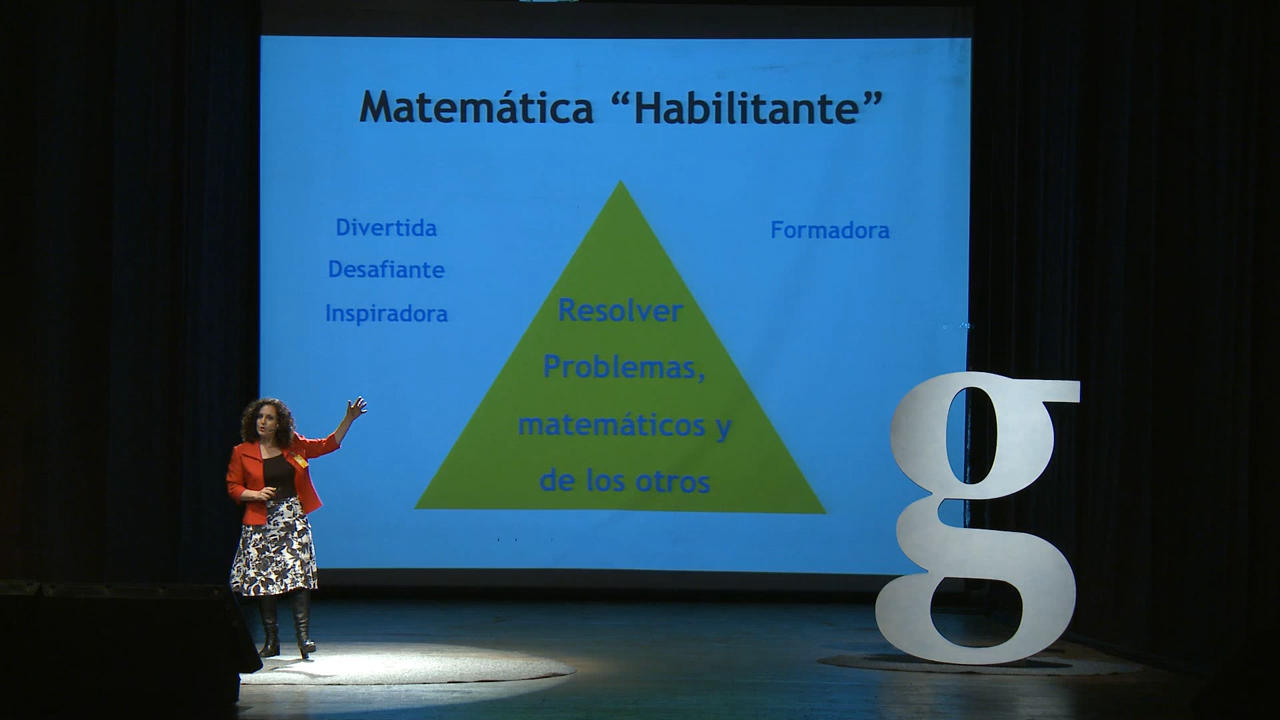 Matemática “Habilitante”
Divertida
Desafiante
Inspiradora
Formadora
Resolver
Problemas,
matemáticos y
de los otros
g